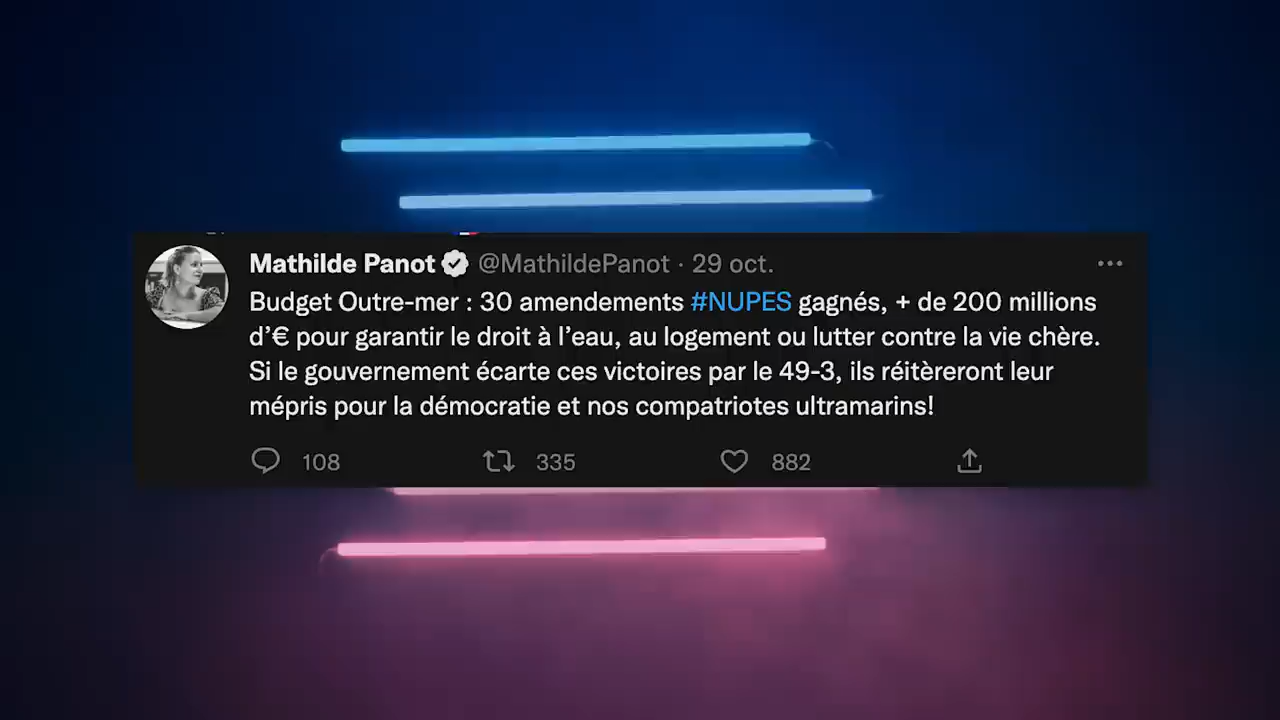 Mathilde Panot @MathildePanot · 29 oct.
Budget Outre-mer : 30 amendements #NUPES gagnés, + de 200 millions
d’€ pour garantir le droit à l’eau, au logement ou lutter contre la vie chère.
Si le gouvernement écarte ces victoires par le 49-3, ils réitèreront leur
mépris pour la démocratie et nos compatriotes ultramarins!
108 335 882